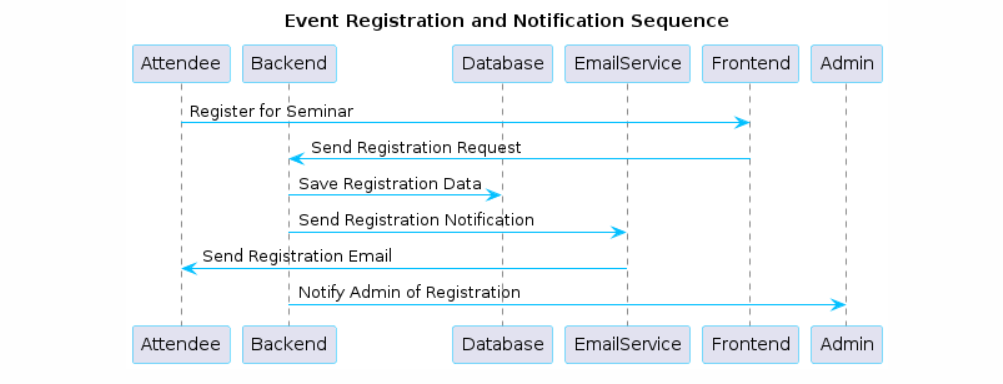 Event Registration and Notification Sequence
Attendee Backend Database EmailService Frontend Admin
Register for Seminar
Send Registration Request
Save Registration Data
Send Registration Notification
Send Registration Email
Notify Admin of Registration
Attendee Backend Database EmailService Frontend Admin